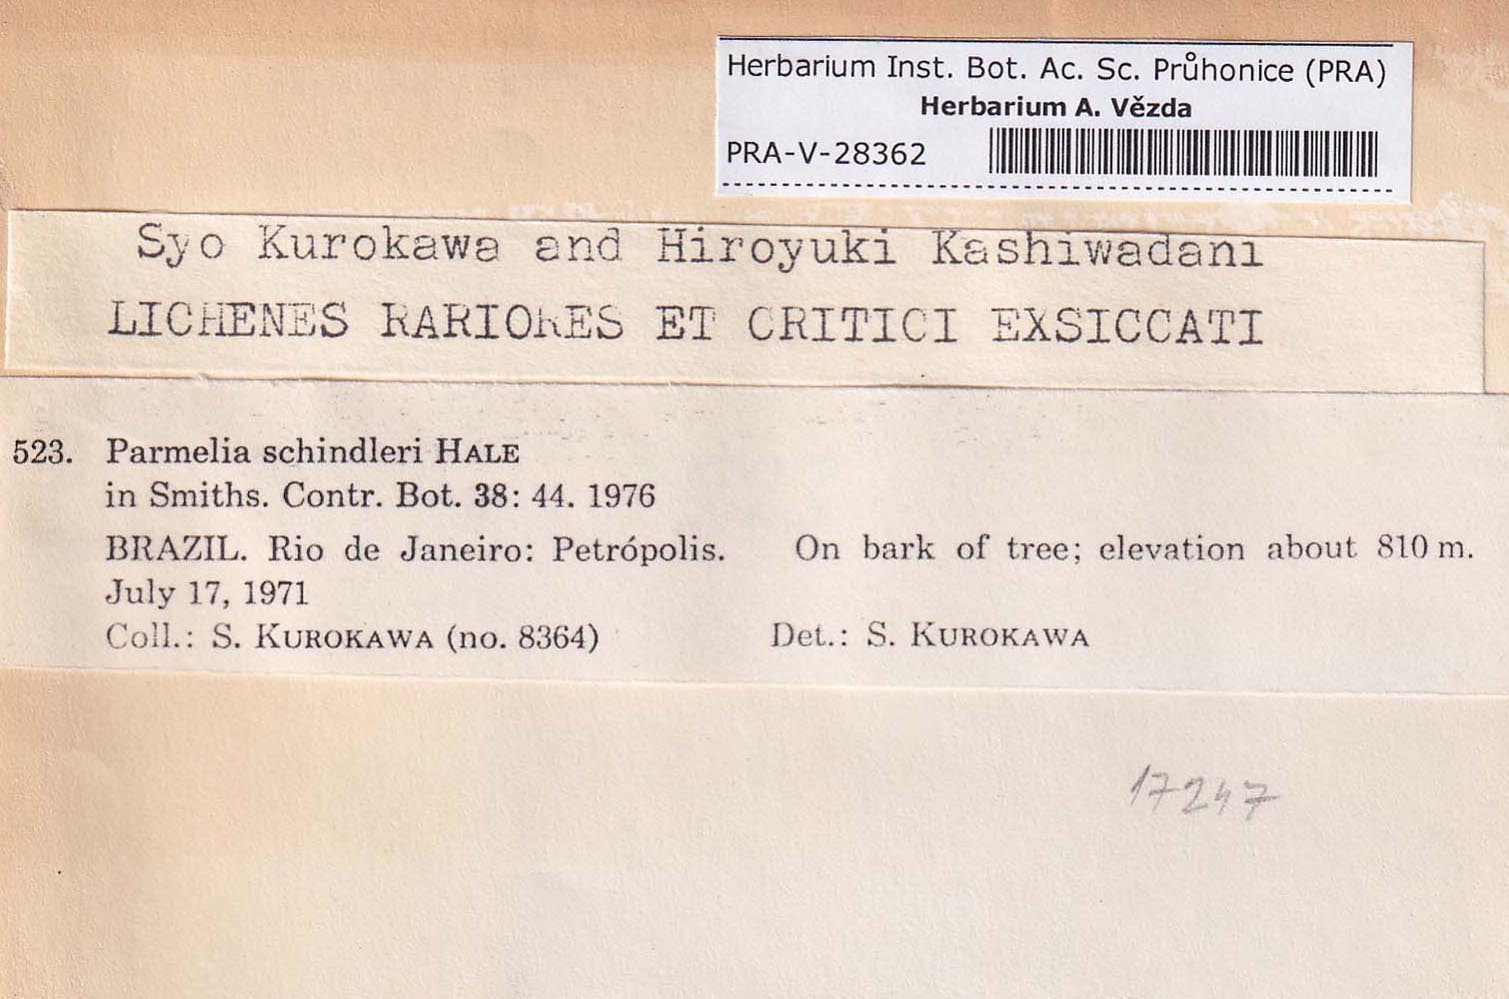 Herbarium Inst. Bot. Ac. Sc. Průhonice (PRA)
Herbarium A. Vězda
PRA-V-28362
Syo Kurokawa and Hiroyuki Kashiwadani
LICHENES RARIORES ET CRITICI EXSICCATI
523. Parmelia schindleri HALE
in Smiths. Contr. Bot. 38: 44. 1976
BRAZIL. Rio de Janeiro: Petrópolis. On bark of tree; elevation about 810 m.
July 17, 1971
Coll.: S. KUROKAWA (no. 8364) Det.: S. KUROKAWA
17247